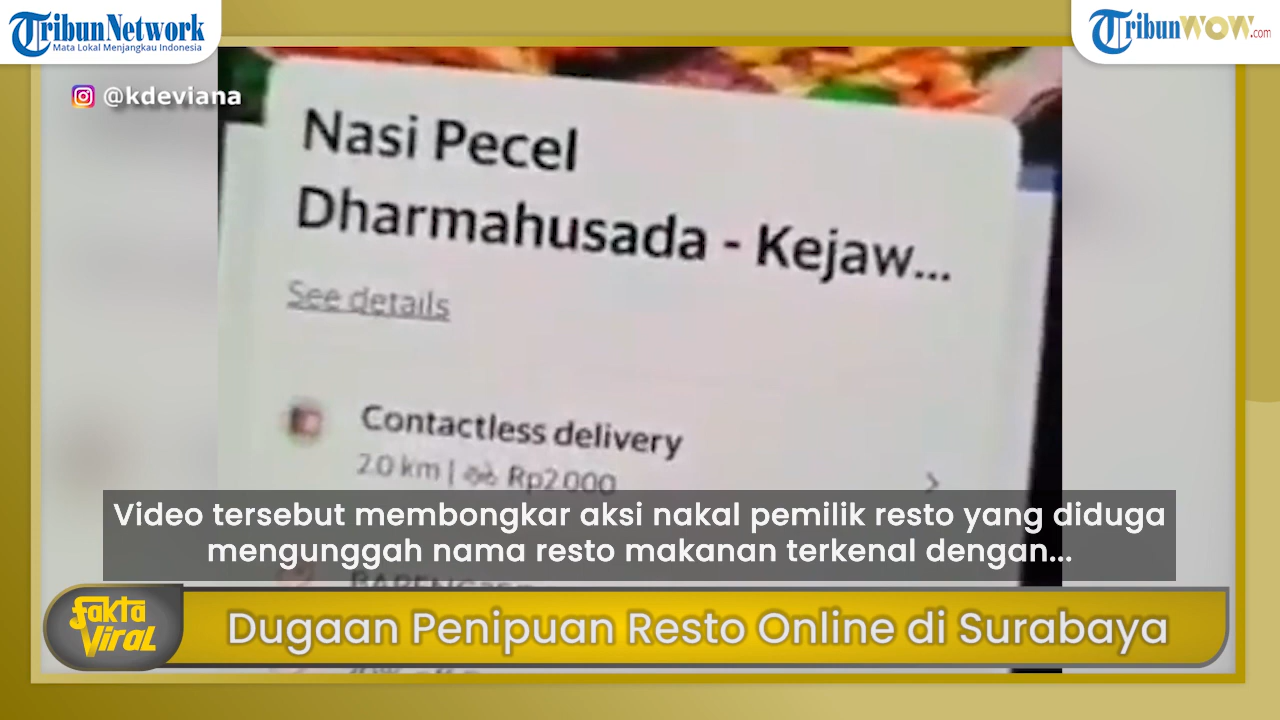 TribunNetwork
Mata Lokal Menjangkau Indonesia
TribunWOW.com
@kdeviana
Nasi Pecel
Dharmahusada - Kejaw...
See details
Contactless delivery
2.0 km | Rp2.000
Video tersebut membongkar aksi nakal pemilik resto yang diduga
mengunggah nama resto makanan terkenal dengan...
Fakta
Viral
Dugaan Penipuan Resto Online di Surabaya